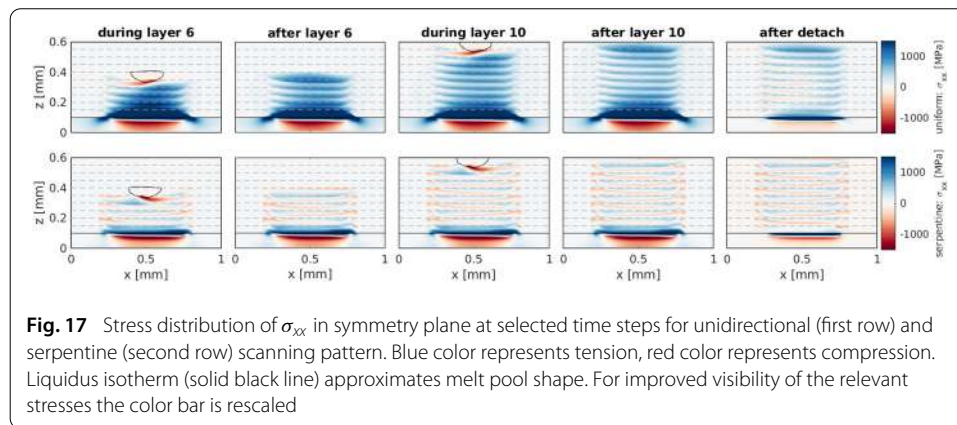 during layer 6 after layer 6 during layer 10 after layer 10 after detach
0.6
0.4
0.2
0
z [mm]
1000
0
-1000
uniform: σxx [MPa]
0.6
0.4
0.2
0
z [mm]
1000
0
-1000
serpentine: σxx [MPa]
0 0.5 1 0 0.5 1 0 0.5 1 0 0.5 1 0 0.5 1
x [mm] x [mm] x [mm] x [mm] x [mm]
Fig. 17 Stress distribution of σxx in symmetry plane at selected time steps for unidirectional (first row) and
serpentine (second row) scanning pattern. Blue color represents tension, red color represents compression.
Liquidus isotherm (solid black line) approximates melt pool shape. For improved visibility of the relevant
stresses the color bar is rescaled